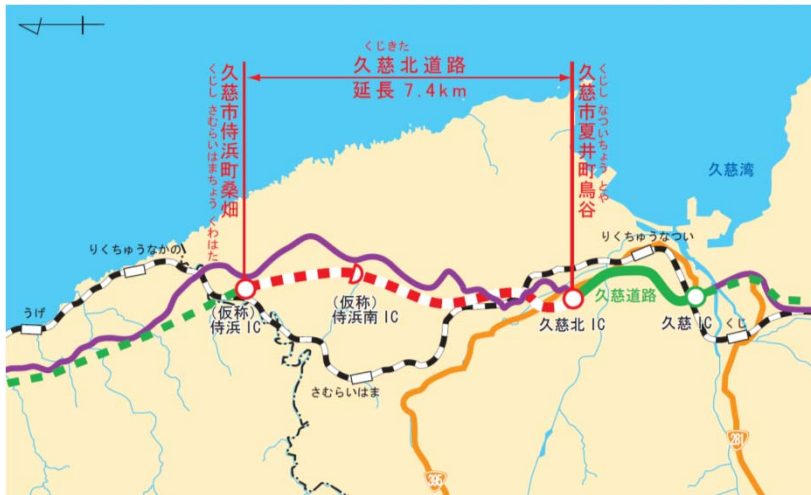 くじきた
久慈北道路
延長 7.4km
くじし さむらいはまちょう くわはた
久慈市侍浜町桑畑
くじし なついちょう とや
久慈市夏井町鳥谷
久慈湾
りくちゅうなかの
りくちゅうなつい
うげ
(仮称)
侍浜 IC
(仮称)
侍浜南 IC
久慈北 IC
久慈道路
久慈 IC
くじ
さむらいはま
395
281